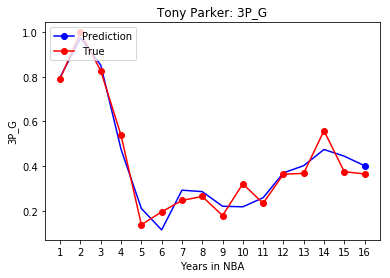 Tony Parker: 3P_G
Prediction
True
1.0
0.8
0.6
0.4
0.2
3P_G
1 2 3 4 5 6 7 8 9 10 11 12 13 14 15 16
Years in NBA